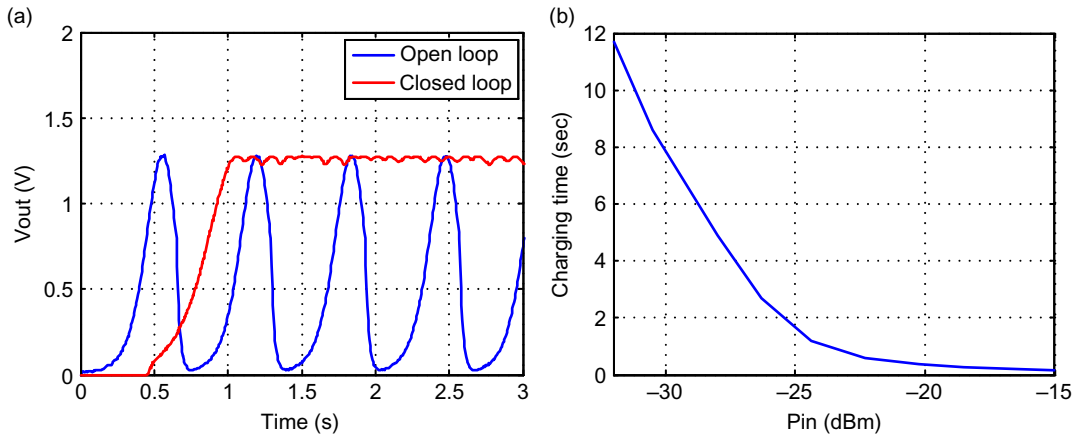 (a)
Vout (V)
2
1.5
1
0.5
0
Open loop
Closed loop
0 0.5 1 1.5 2 2.5 3
Time (s)
(b)
Charging time (sec)
12
10
8
6
4
2
0
–30 –25 –20 –15
Pin (dBm)